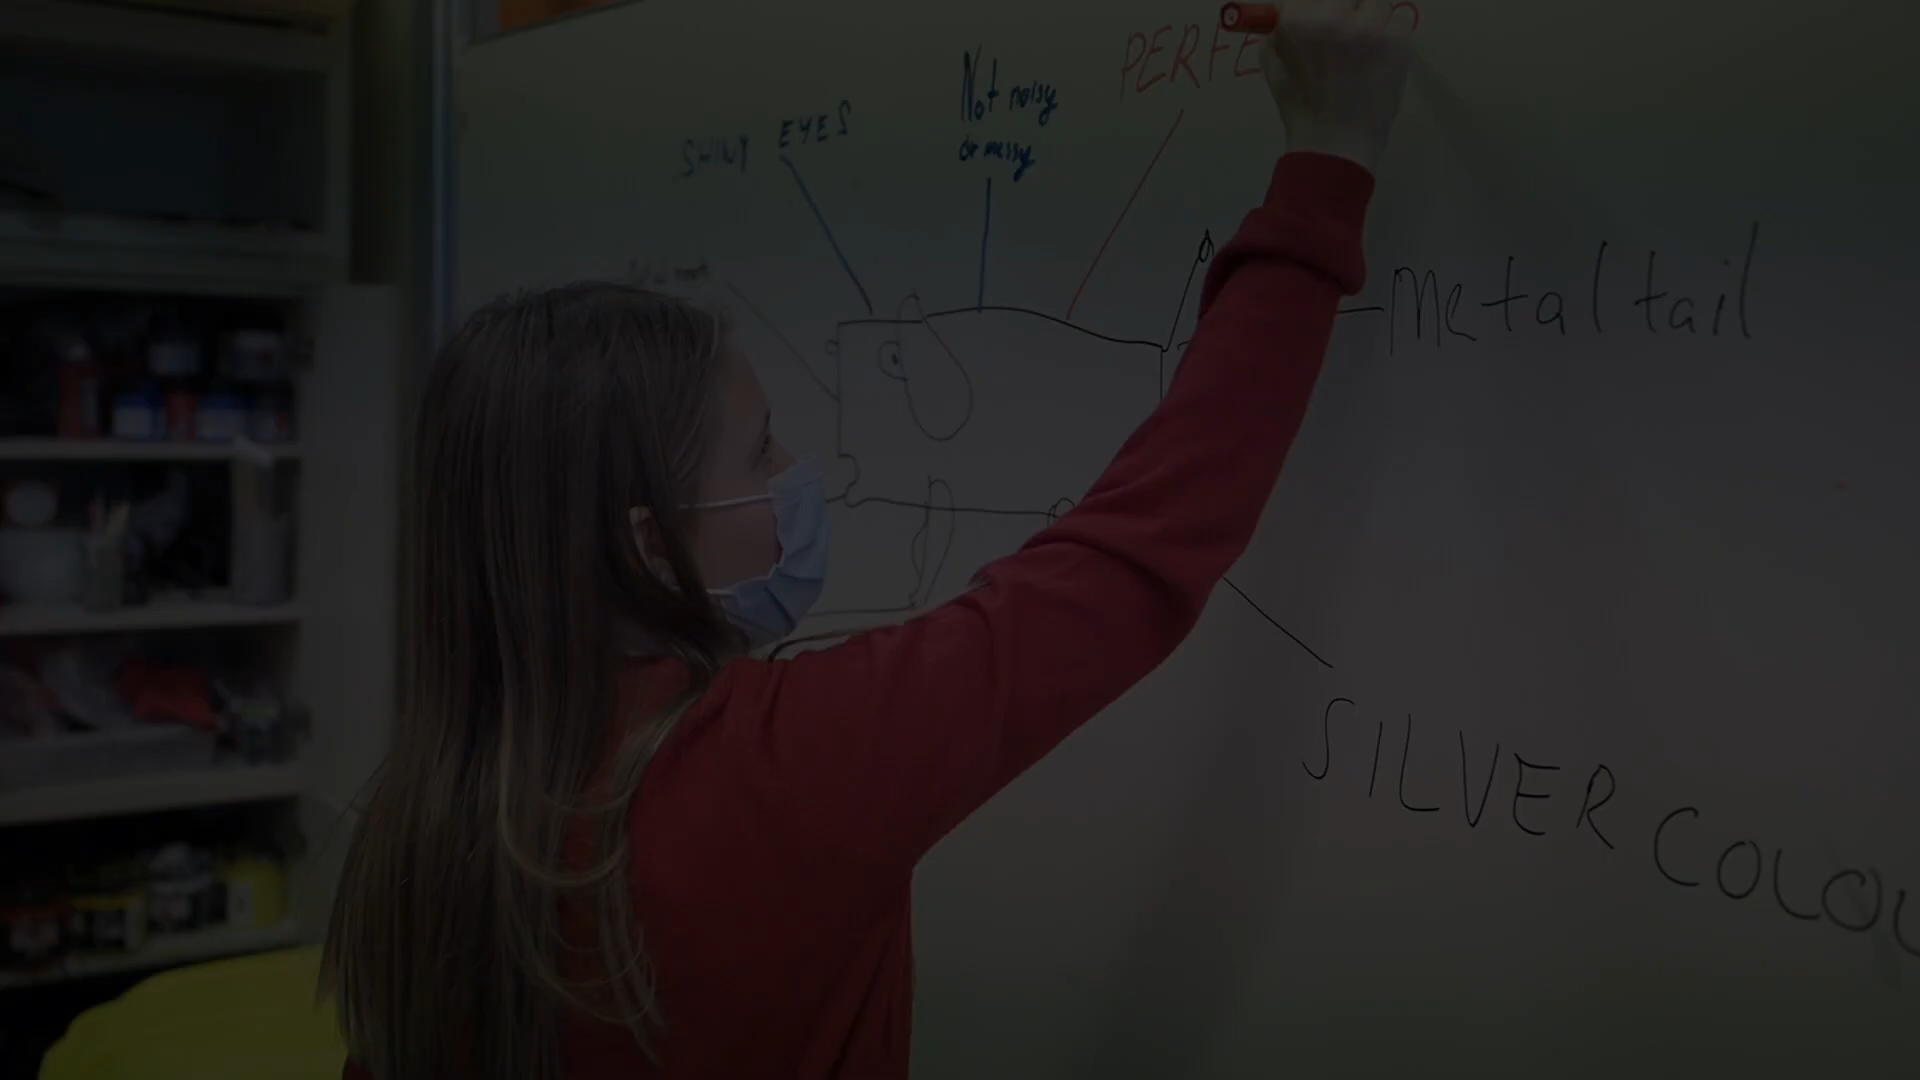 SHINY EYES
Not noisy
or messy
PERFE
Metal tail
SILVER COLOU